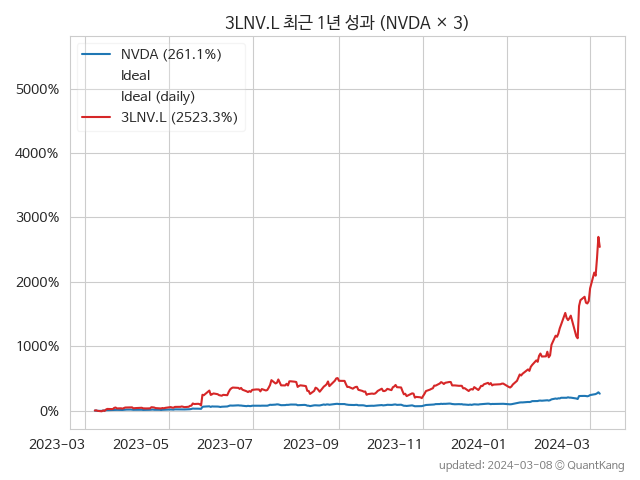 3LNV.L 최근 1년 성과 (NVDA × 3)
NVDA (261.1%)
Ideal
Ideal (daily)
3LNV.L (2523.3%)
5000%
4000%
3000%
2000%
1000%
0%
2023-03 2023-05 2023-07 2023-09 2023-11 2024-01 2024-03
updated: 2024-03-08 © QuantKang